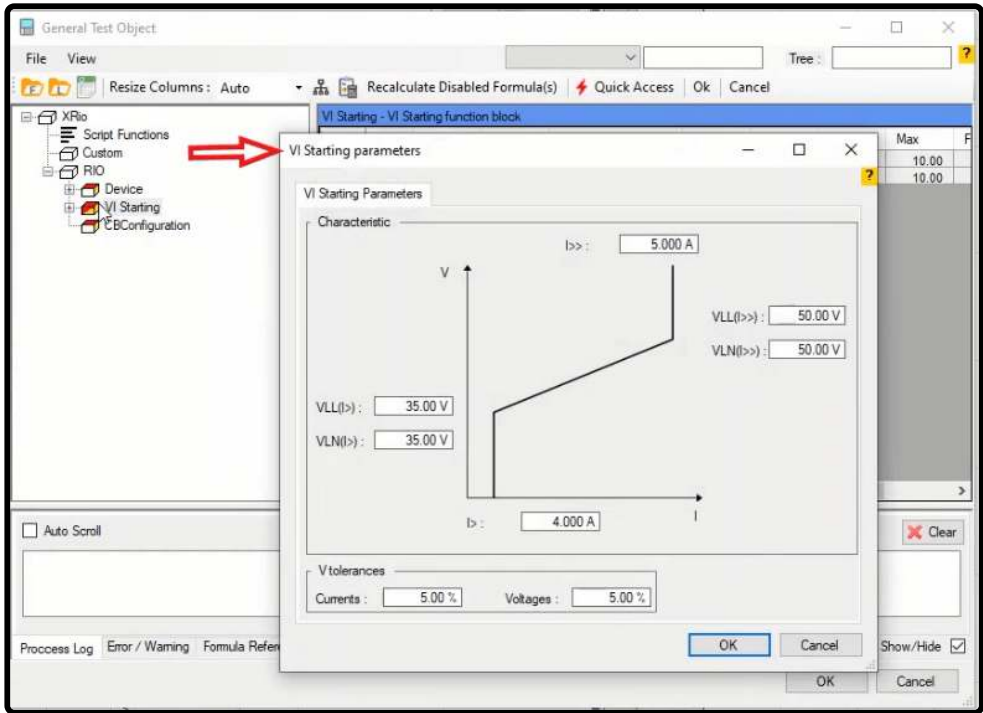 General Test Object
File View Tree :
?
Resize Columns : Auto Recalculate Disabled Formula(s) Quick Access Ok Cancel
XRio
Script Functions
Custom
RIO
Device
VI Starting
CBConfiguration
VI Starting - VI Starting function block
Max
10.00
10.00
VI Starting parameters
?
VI Starting Parameters
Characteristic
I>> : 5.000 A
V
VLL(I>>) : 50.00 V
VLN(I>>) : 50.00 V
VLL(I>) : 35.00 V
VLN(I>) : 35.00 V
I
I> : 4.000 A
V tolerances
Currents : 5.00 % Voltages : 5.00 %
OK Cancel
Auto Scroll
Clear
Proccess Log Error / Warning Formula Refere
Show/Hide
OK Cancel